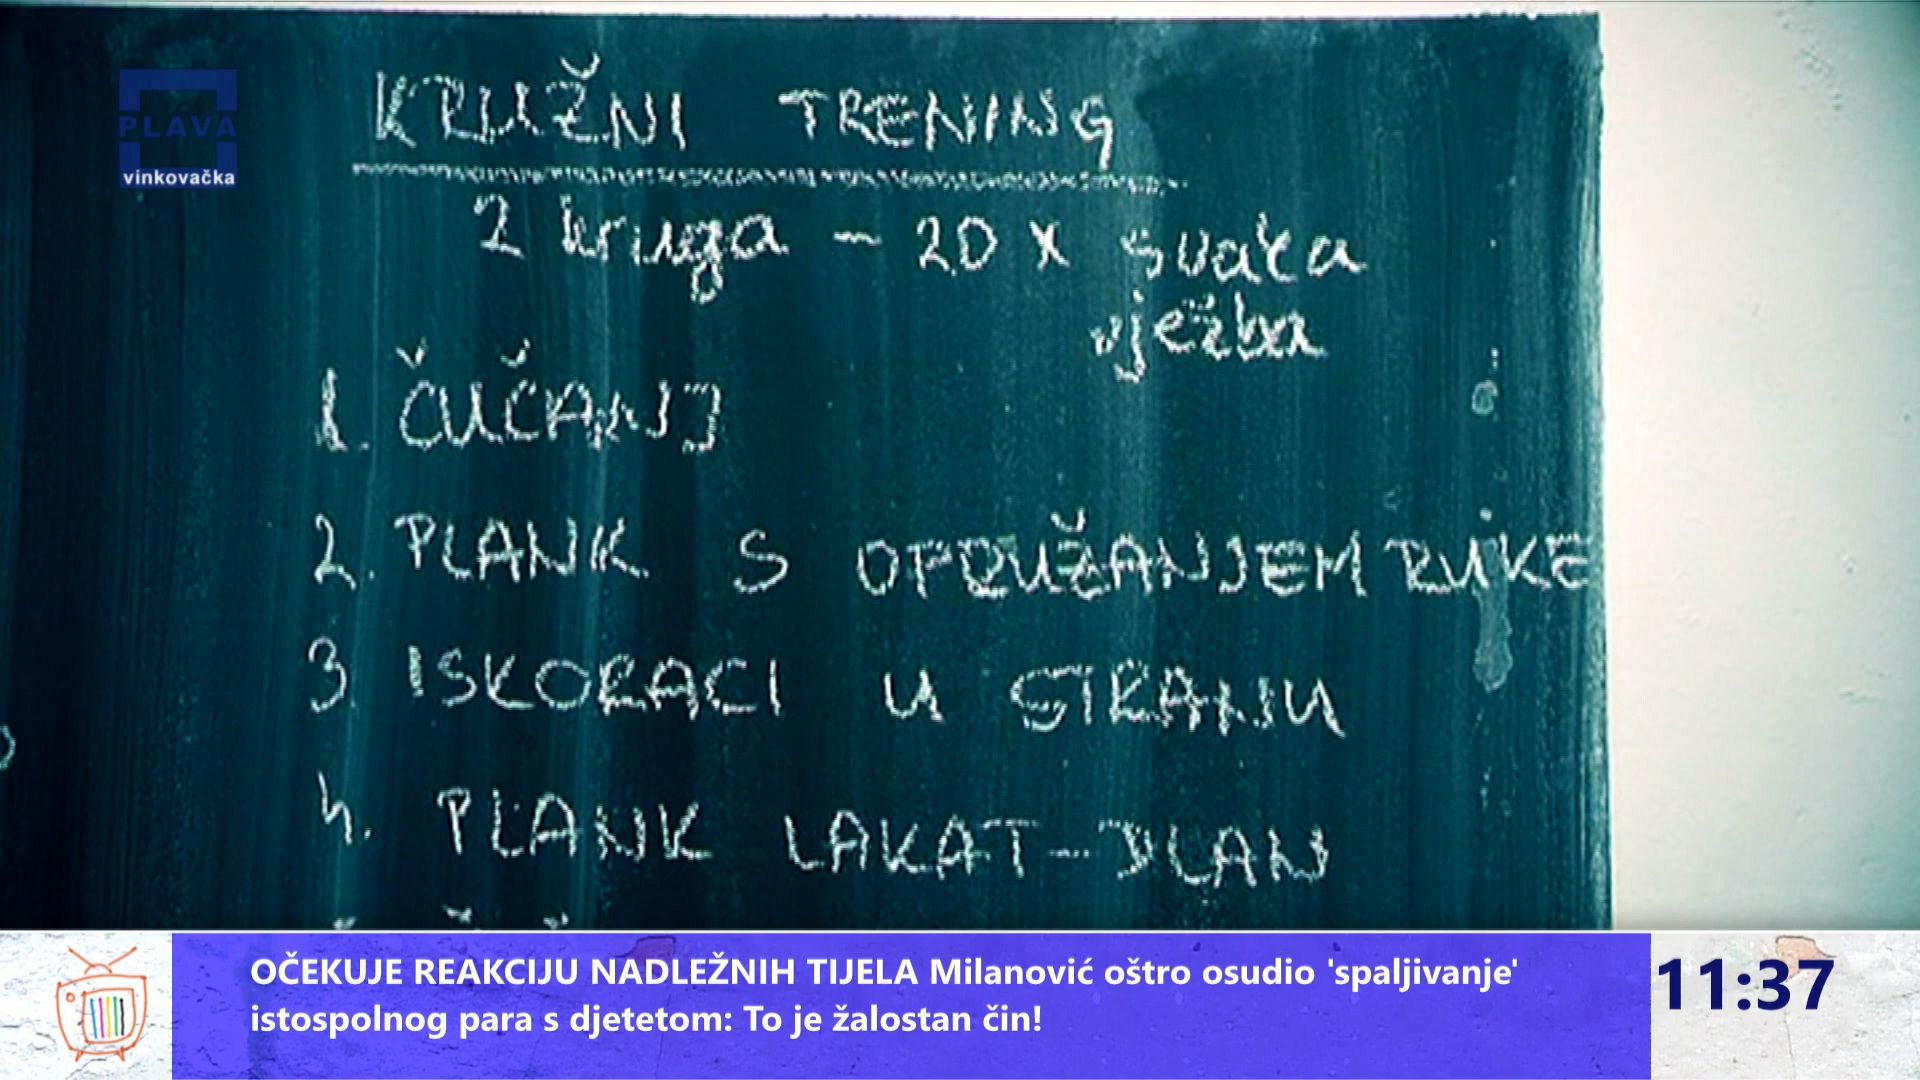 PLAVA
vinkovačka
KRUŽNI TRENING
2 kruga - 20 x svaka
vježba
1. ČUČANJ
2. PLANK S OPRUŽANJEM RUKE
3. ISKORACI U STRANU
4. PLANK LAKAT-DLAN
OČEKUJE REAKCIJU NADLEŽNIH TIJELA Milanović oštro osudio 'spaljivanje'
istospolnog para s djetetom: To je žalostan čin!
11:37